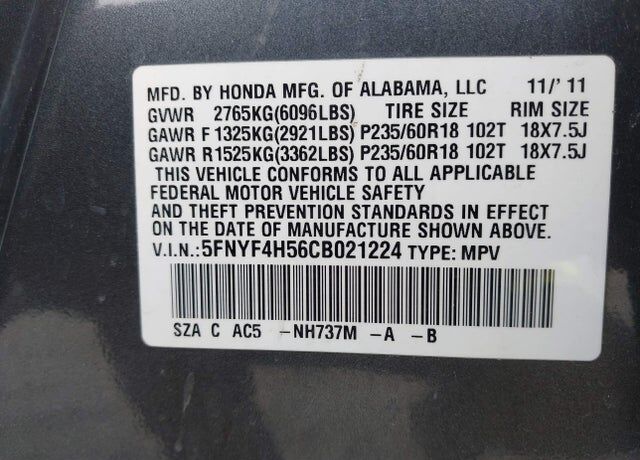 MFD. BY HONDA MFG. OF ALABAMA, LLC 11/'11
GVWR 2765KG(6096LBS) TIRE SIZE RIM SIZE
GAWR F 1325KG(2921LBS) P235/60R18 102T 18X7.5J
GAWR R 1525KG(3362LBS) P235/60R18 102T 18X7.5J
THIS VEHICLE CONFORMS TO ALL APPLICABLE
FEDERAL MOTOR VEHICLE SAFETY
AND THEFT PREVENTION STANDARDS IN EFFECT
ON THE DATE OF MANUFACTURE SHOWN ABOVE.
V.I.N.:5FNYF4H56CB021224 TYPE: MPV
SZA C AC5 -NH737M -A -B